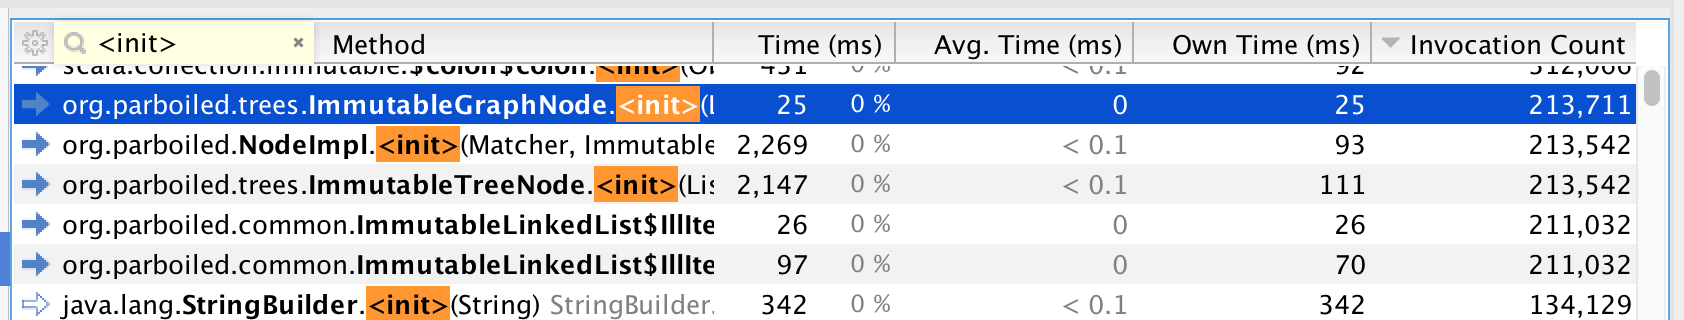 <init> × Method Time (ms) Avg. Time (ms) Own Time (ms) Invocation Count
scala.collection.immutable.$colon$colon.<init>(Ob 431 0 % < 0.1 92 312,066
org.parboiled.trees.ImmutableGraphNode.<init>(L 25 0 % 0 25 213,711
org.parboiled.NodeImpl.<init>(Matcher, Immutable 2,269 0 % < 0.1 93 213,542
org.parboiled.trees.ImmutableTreeNode.<init>(Lis 2,147 0 % < 0.1 111 213,542
org.parboiled.common.ImmutableLinkedList$IllIte 26 0 % 0 26 211,032
org.parboiled.common.ImmutableLinkedList$IllIte 97 0 % 0 70 211,032
java.lang.StringBuilder.<init>(String) StringBuilder. 342 0 % < 0.1 342 134,129